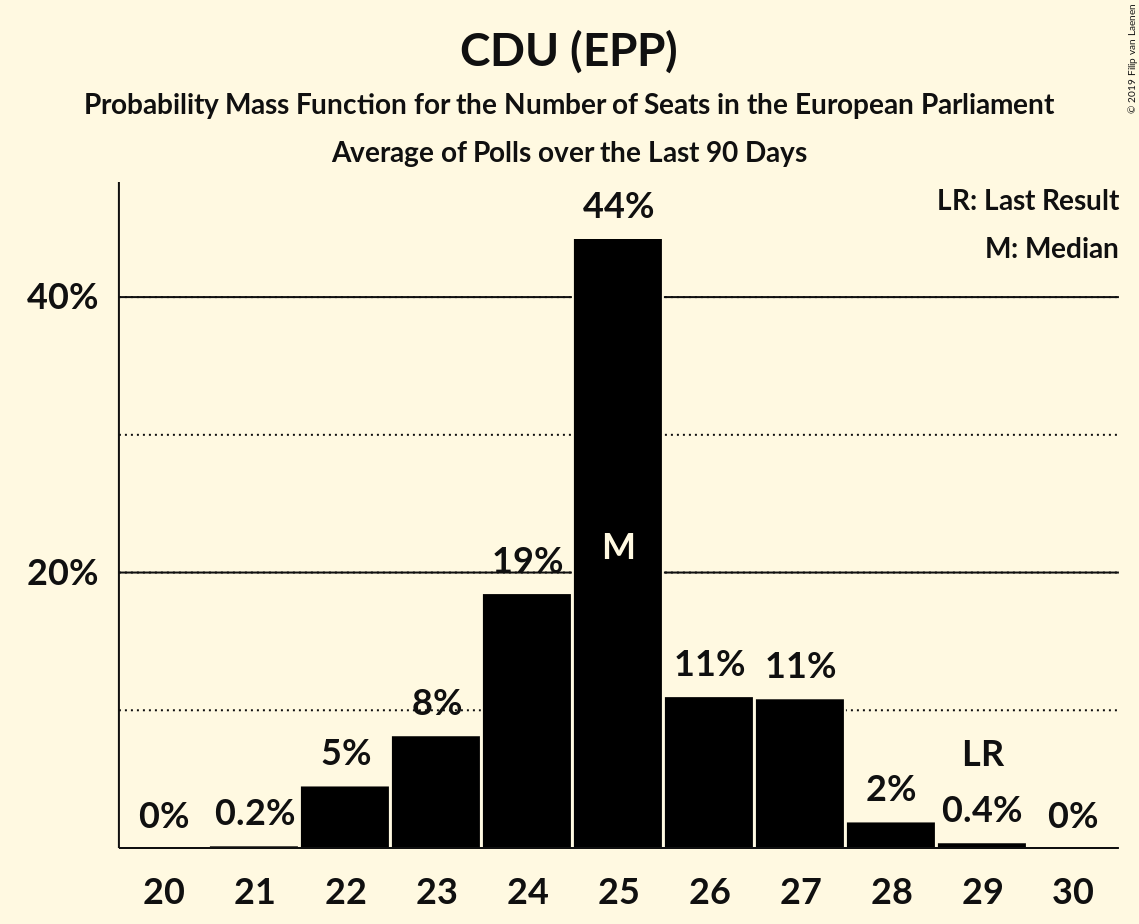 CDU (EPP)
Probability Mass Function for the Number of Seats in the European Parliament
Average of Polls over the Last 90 Days
© 2019 Filip van Laenen
LR: Last Result
M: Median
44%
40%
M
19%
20%
11%
11%
8%
5%
LR
2%
0%
0.2%
0.4%
0%
20 21 22 23 24 25 26 27 28 29 30